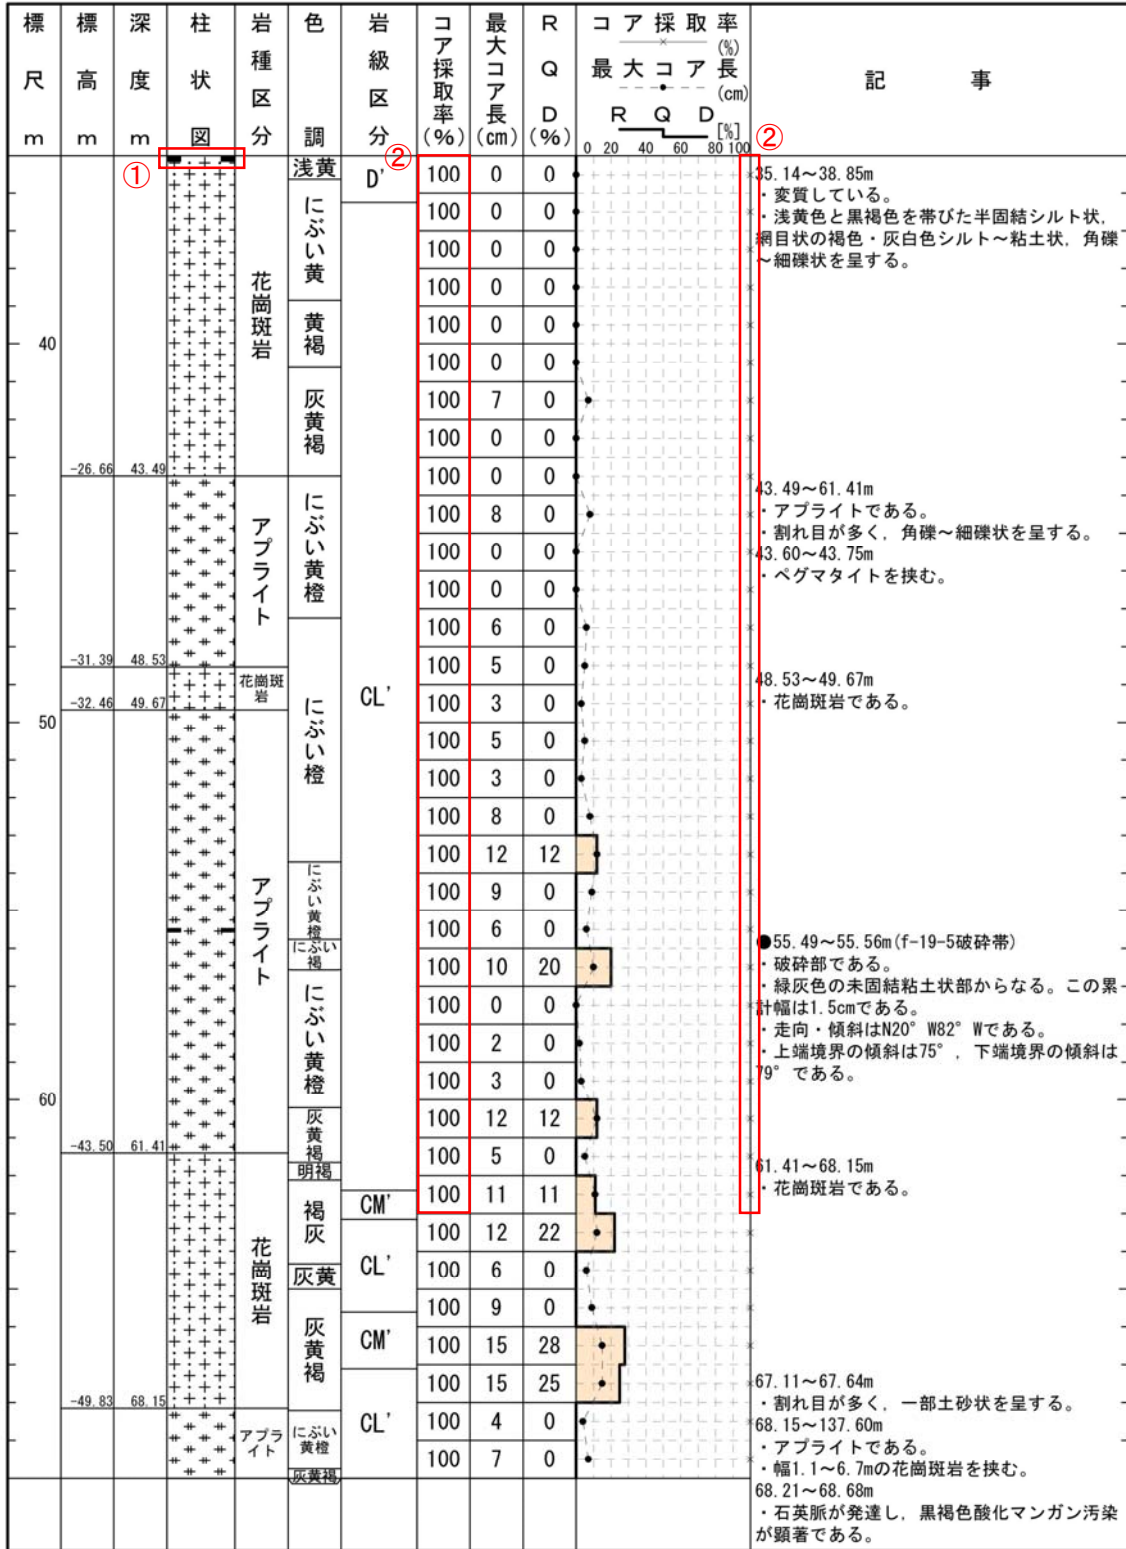 標尺 m
標高 m
深度 m
柱状図
岩種区分
色調
岩級区分
コア採取率(%)
最大コア長(cm)
RQD(%)
コア採取率
(%)
最大コア長
(cm)
RQD
[%]
0 20 40 60 80 100
記事
①
②
②
40
50
60
-26.66 43.49
-31.39 48.53
-32.46 49.67
-43.50 61.41
-49.83 68.15
花崗斑岩
アプライト
花崗斑
岩
アプライト
花崗斑岩
アプラ
イト
浅黄
にぶい黄
黄褐
灰黄褐
にぶい黄橙
にぶい橙
にぶい黄橙
にぶい
褐
にぶい黄橙
灰黄褐
明褐
褐灰
灰黄
灰黄褐
にぶい
黄橙
灰黄褐
D'
CL'
CM'
CL'
CM'
CL'
100 0 0
100 0 0
100 0 0
100 0 0
100 0 0
100 0 0
100 7 0
100 0 0
100 0 0
100 8 0
100 0 0
100 0 0
100 6 0
100 5 0
100 3 0
100 5 0
100 3 0
100 8 0
100 12 12
100 9 0
100 6 0
100 10 20
100 0 0
100 2 0
100 3 0
100 12 12
100 5 0
100 11 11
100 12 22
100 6 0
100 9 0
100 15 28
100 15 25
100 4 0
100 7 0
35.14～38.85m
・変質している。
・浅黄色と黒褐色を帯びた半固結シルト状，
網目状の褐色・灰白色シルト～粘土状，角礫
～細礫状を呈する。
43.49～61.41m
・アプライトである。
・割れ目が多く，角礫～細礫状を呈する。
43.60～43.75m
・ペグマタイトを挟む。
48.53～49.67m
・花崗斑岩である。
●55.49～55.56m(f-19-5破砕帯)
・破砕部である。
・緑灰色の未固結粘土状部からなる。この累
計幅は1.5cmである。
・走向・傾斜はN20° W82° Wである。
・上端境界の傾斜は75°，下端境界の傾斜は
79° である。
61.41～68.15m
・花崗斑岩である。
67.11～67.64m
・割れ目が多く，一部土砂状を呈する。
68.15～137.60m
・アプライトである。
・幅1.1～6.7mの花崗斑岩を挟む。
68.21～68.68m
・石英脈が発達し，黒褐色酸化マンガン汚染
が顕著である。